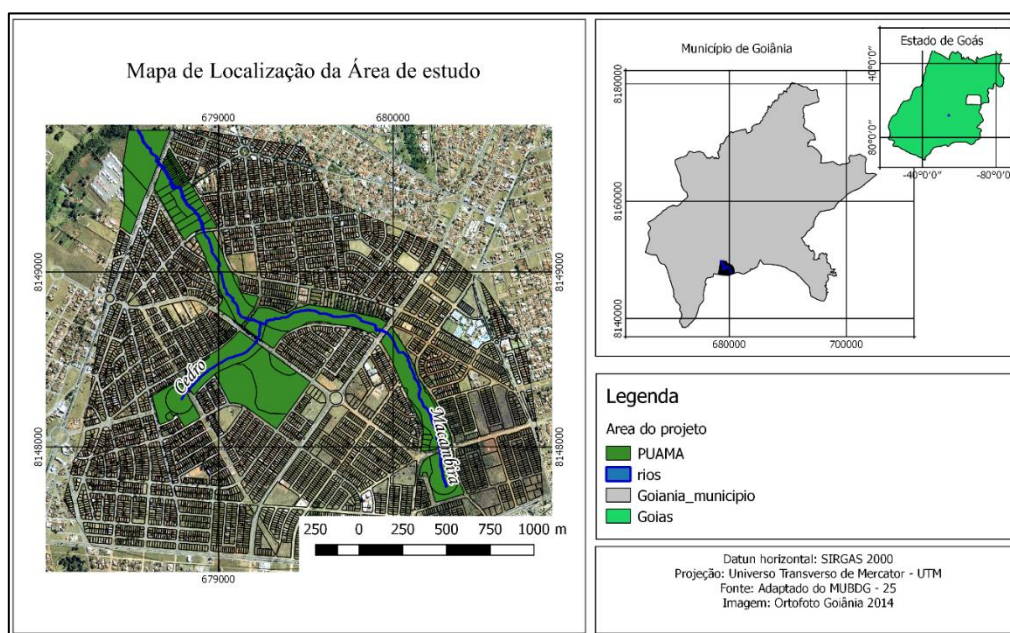 Mapa de Localização da Área de estudo
679000
680000
8149000
8149000
Cedro
Macambira
8148000
8148000
250 0 250 500 750 1000 m
679000
Município de Goiânia
Estado de Goás
8180000
8160000
8140000
680000
700000
40°0'0"
80°0'0"
-40°0'0"
-80°0'0"
Legenda
Area do projeto
PUAMA
rios
Goiania_municipio
Goias
Datun horizontal: SIRGAS 2000
Projeção: Universo Transverso de Mercator - UTM
Fonte: Adaptado do MUBDG - 25
Imagem: Ortofoto Goiânia 2014